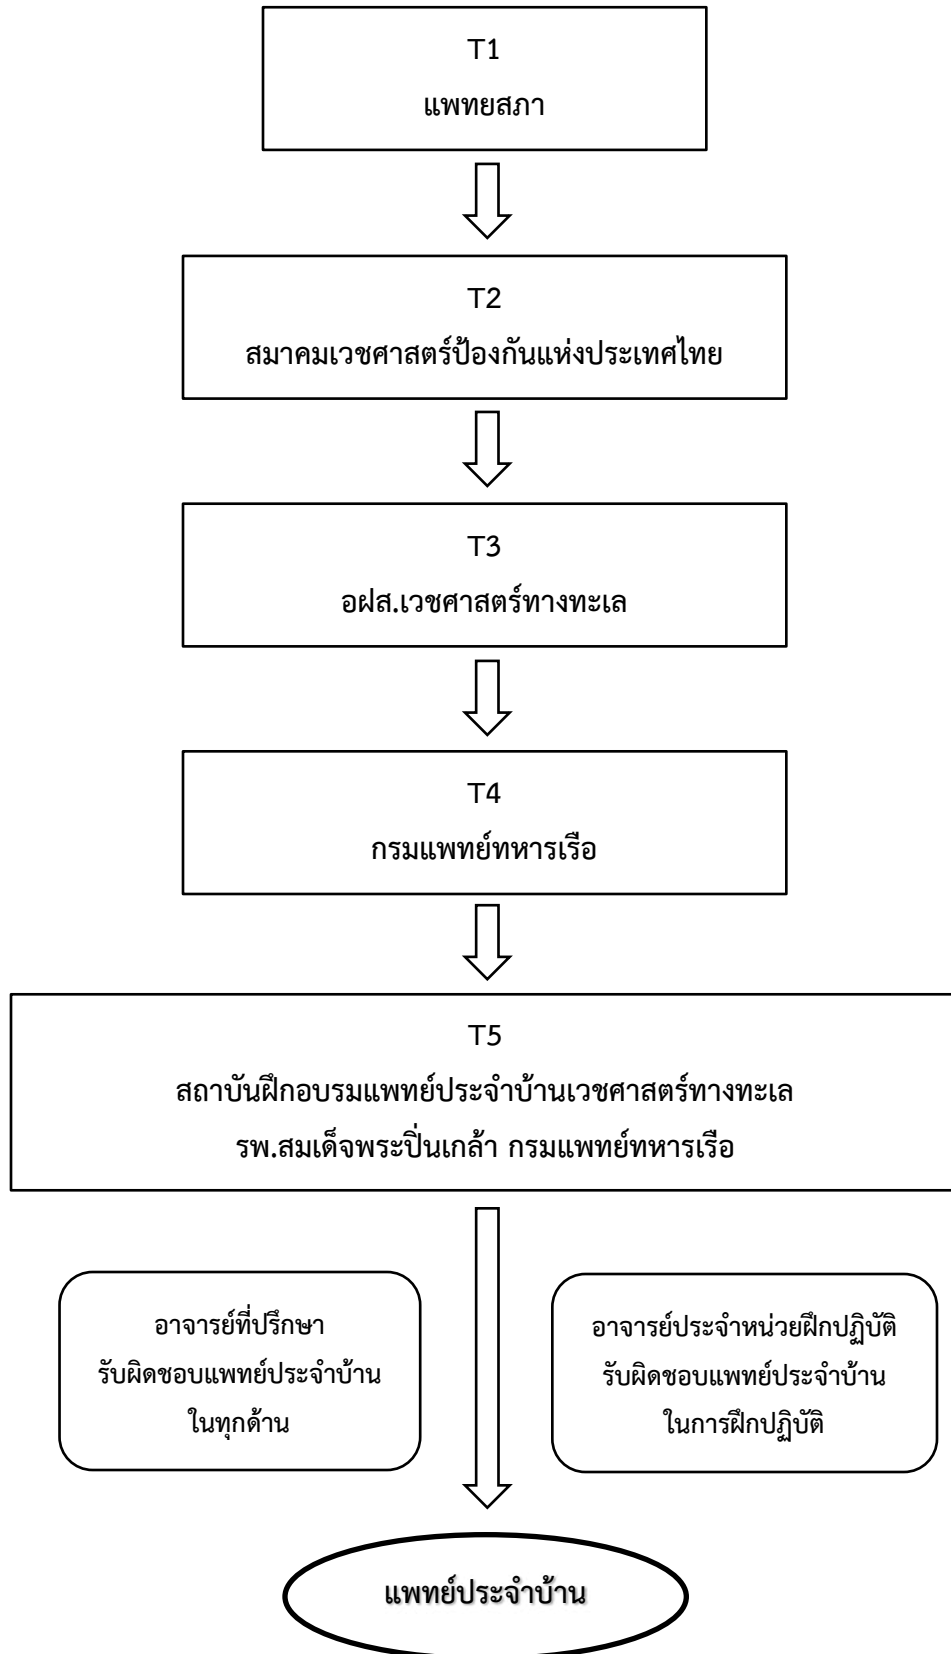 T1
แพทยสภา
T2
สมาคมเวชศาสตร์ป้องกันแห่งประเทศไทย
T3
อฝส.เวชศาสตร์ทางทะเล
T4
กรมแพทย์ทหารเรือ
T5
สถาบันฝึกอบรมแพทย์ประจำบ้านเวชศาสตร์ทางทะเล
รพ.สมเด็จพระปิ่นเกล้า กรมแพทย์ทหารเรือ
อาจารย์ที่ปรึกษา
รับผิดชอบแพทย์ประจำบ้าน
ในทุกด้าน
อาจารย์ประจำหน่วยฝึกปฏิบัติ
รับผิดชอบแพทย์ประจำบ้าน
ในการฝึกปฏิบัติ
แพทย์ประจำบ้าน